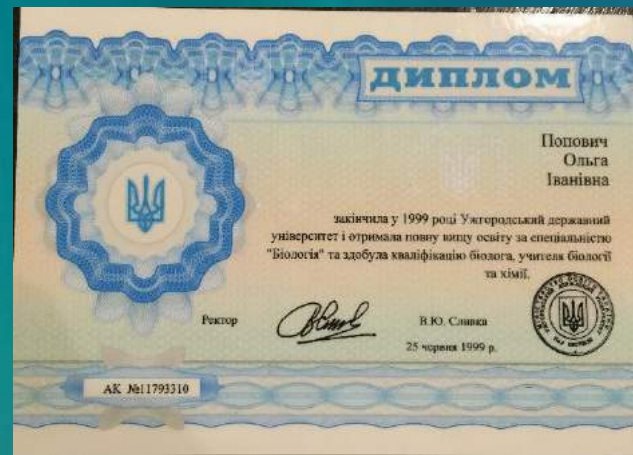 ДИПЛОМ
Попович
Ольга
Іванівна
закінчила у 1999 році Ужгородський державний
університет і отримала повну вищу освіту за спеціальністю
"Біологія" та здобула кваліфікацію біолога, учителя біології
та хімії.
Ректор
В.Ю. Сливка
25 червня 1999 р.
АК №11793310